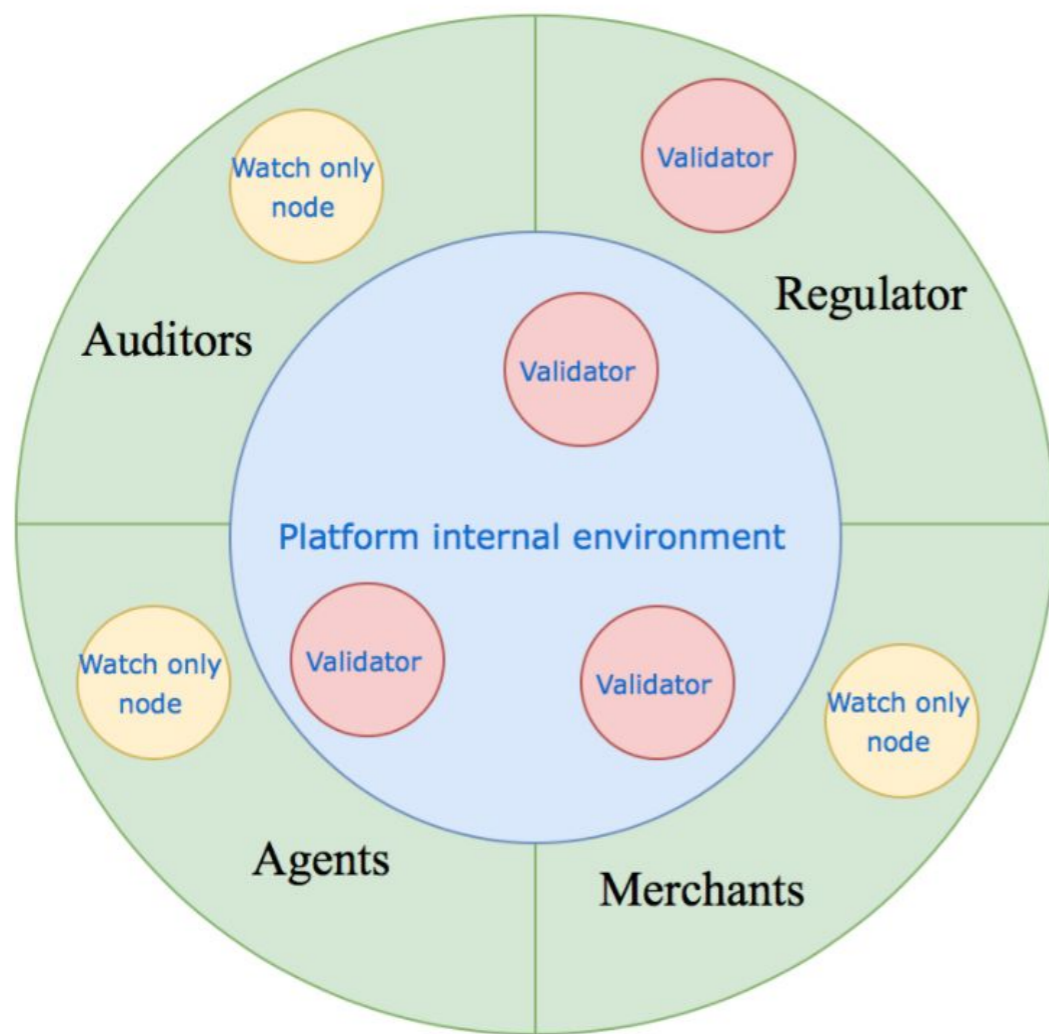 Watch only
node
Validator
Regulator
Auditors
Validator
Platform internal environment
Validator
Validator
Watch only
node
Watch only
node
Agents
Merchants